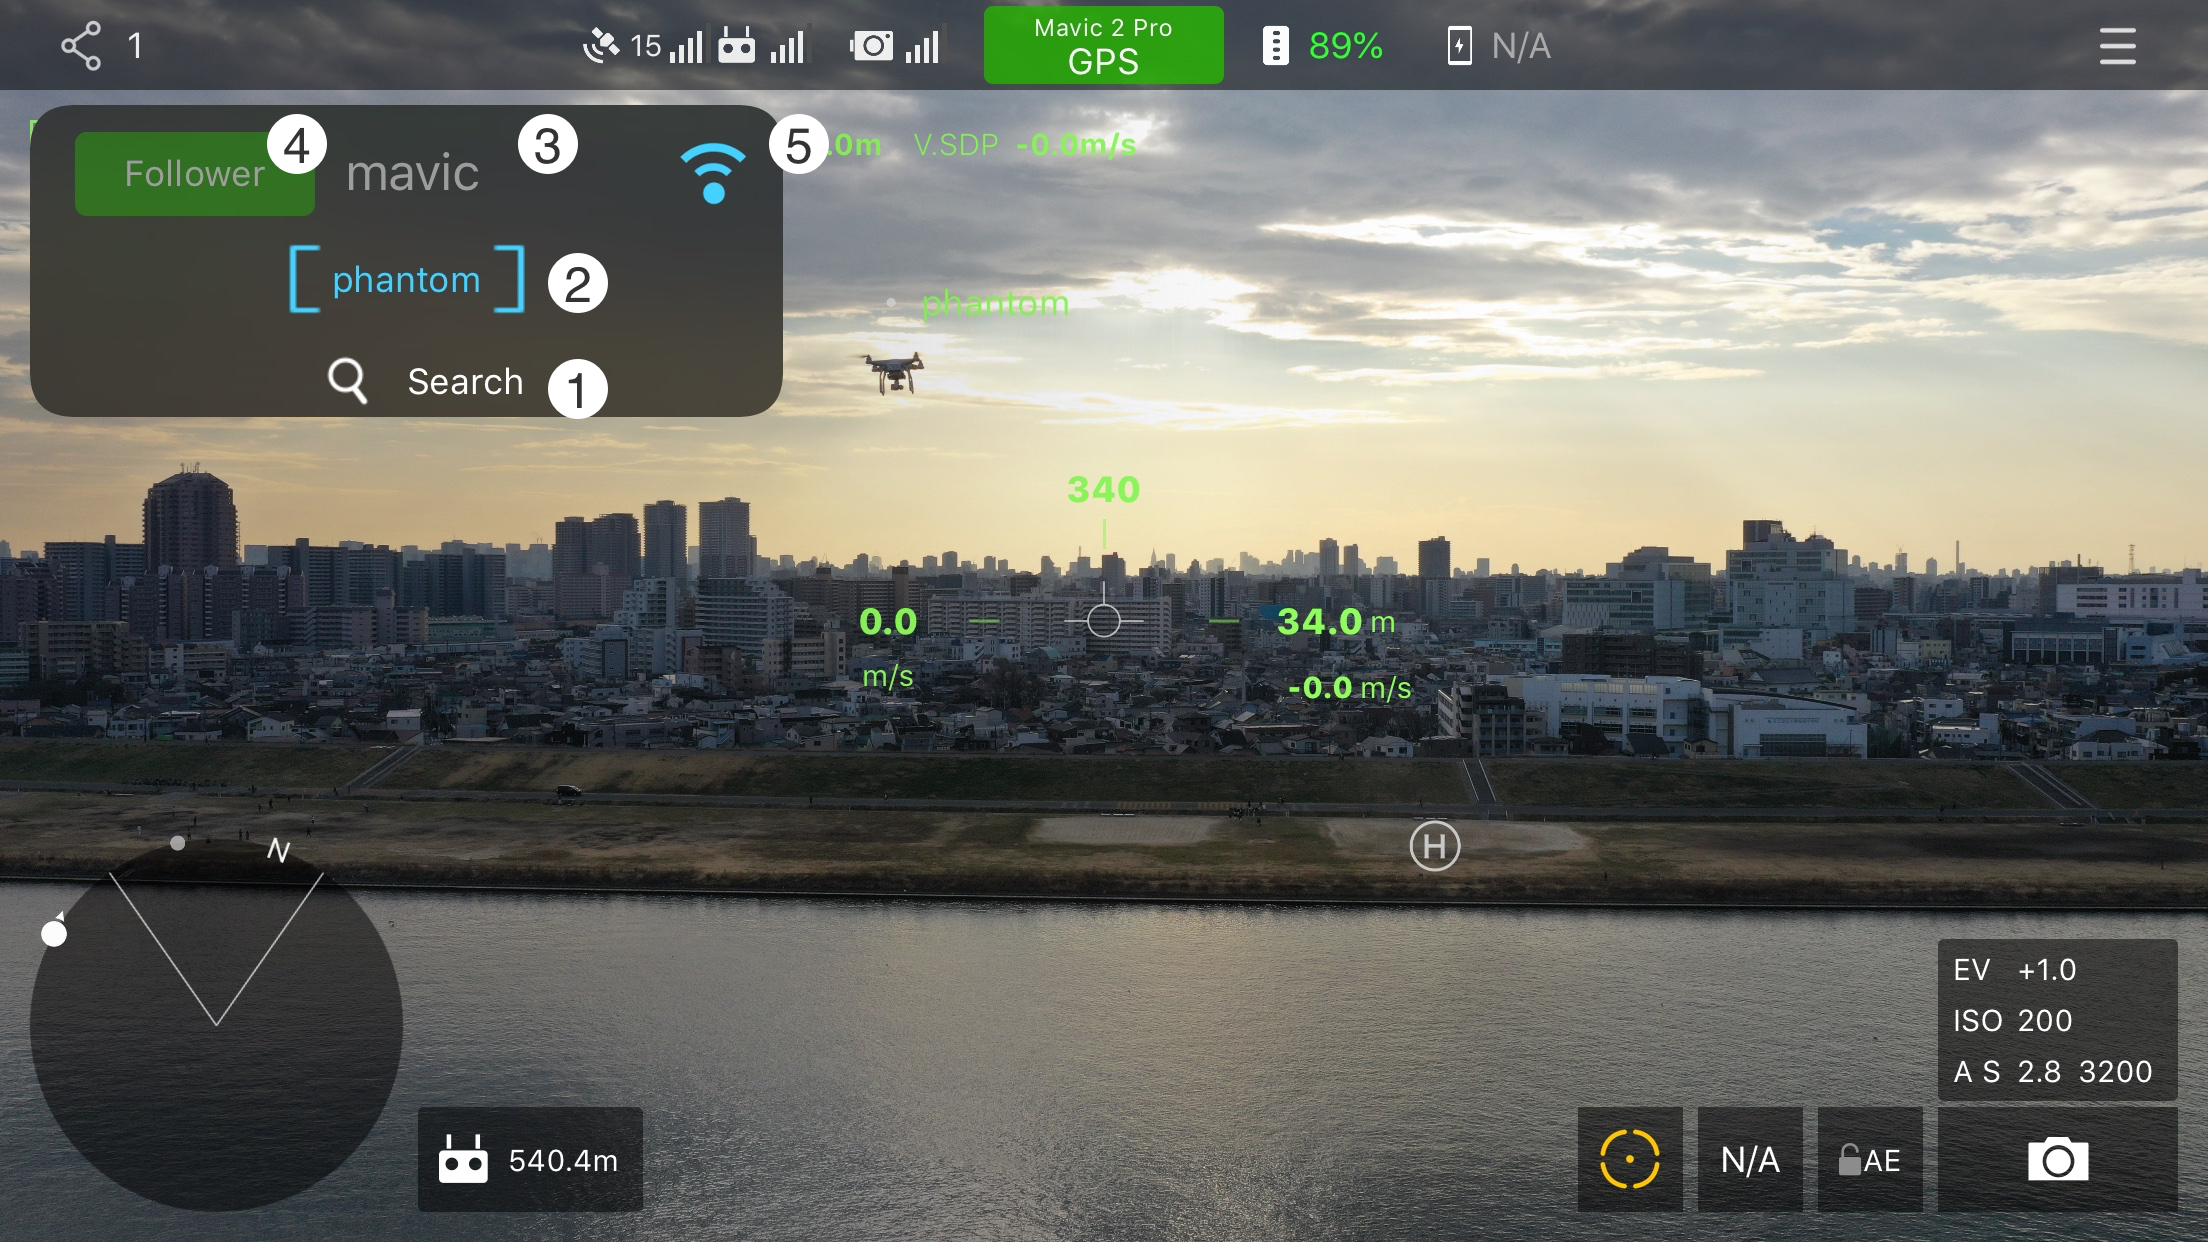 1
15
Mavic 2 Pro
GPS
89%
N/A
Follower
4
mavic
3
5
.0m V.SDP -0.0m/s
[ phantom ]
2
phantom
Search
1
340
0.0
m/s
34.0 m
-0.0 m/s
H
N
EV +1.0
ISO 200
A S 2.8 3200
540.4m
N/A
AE